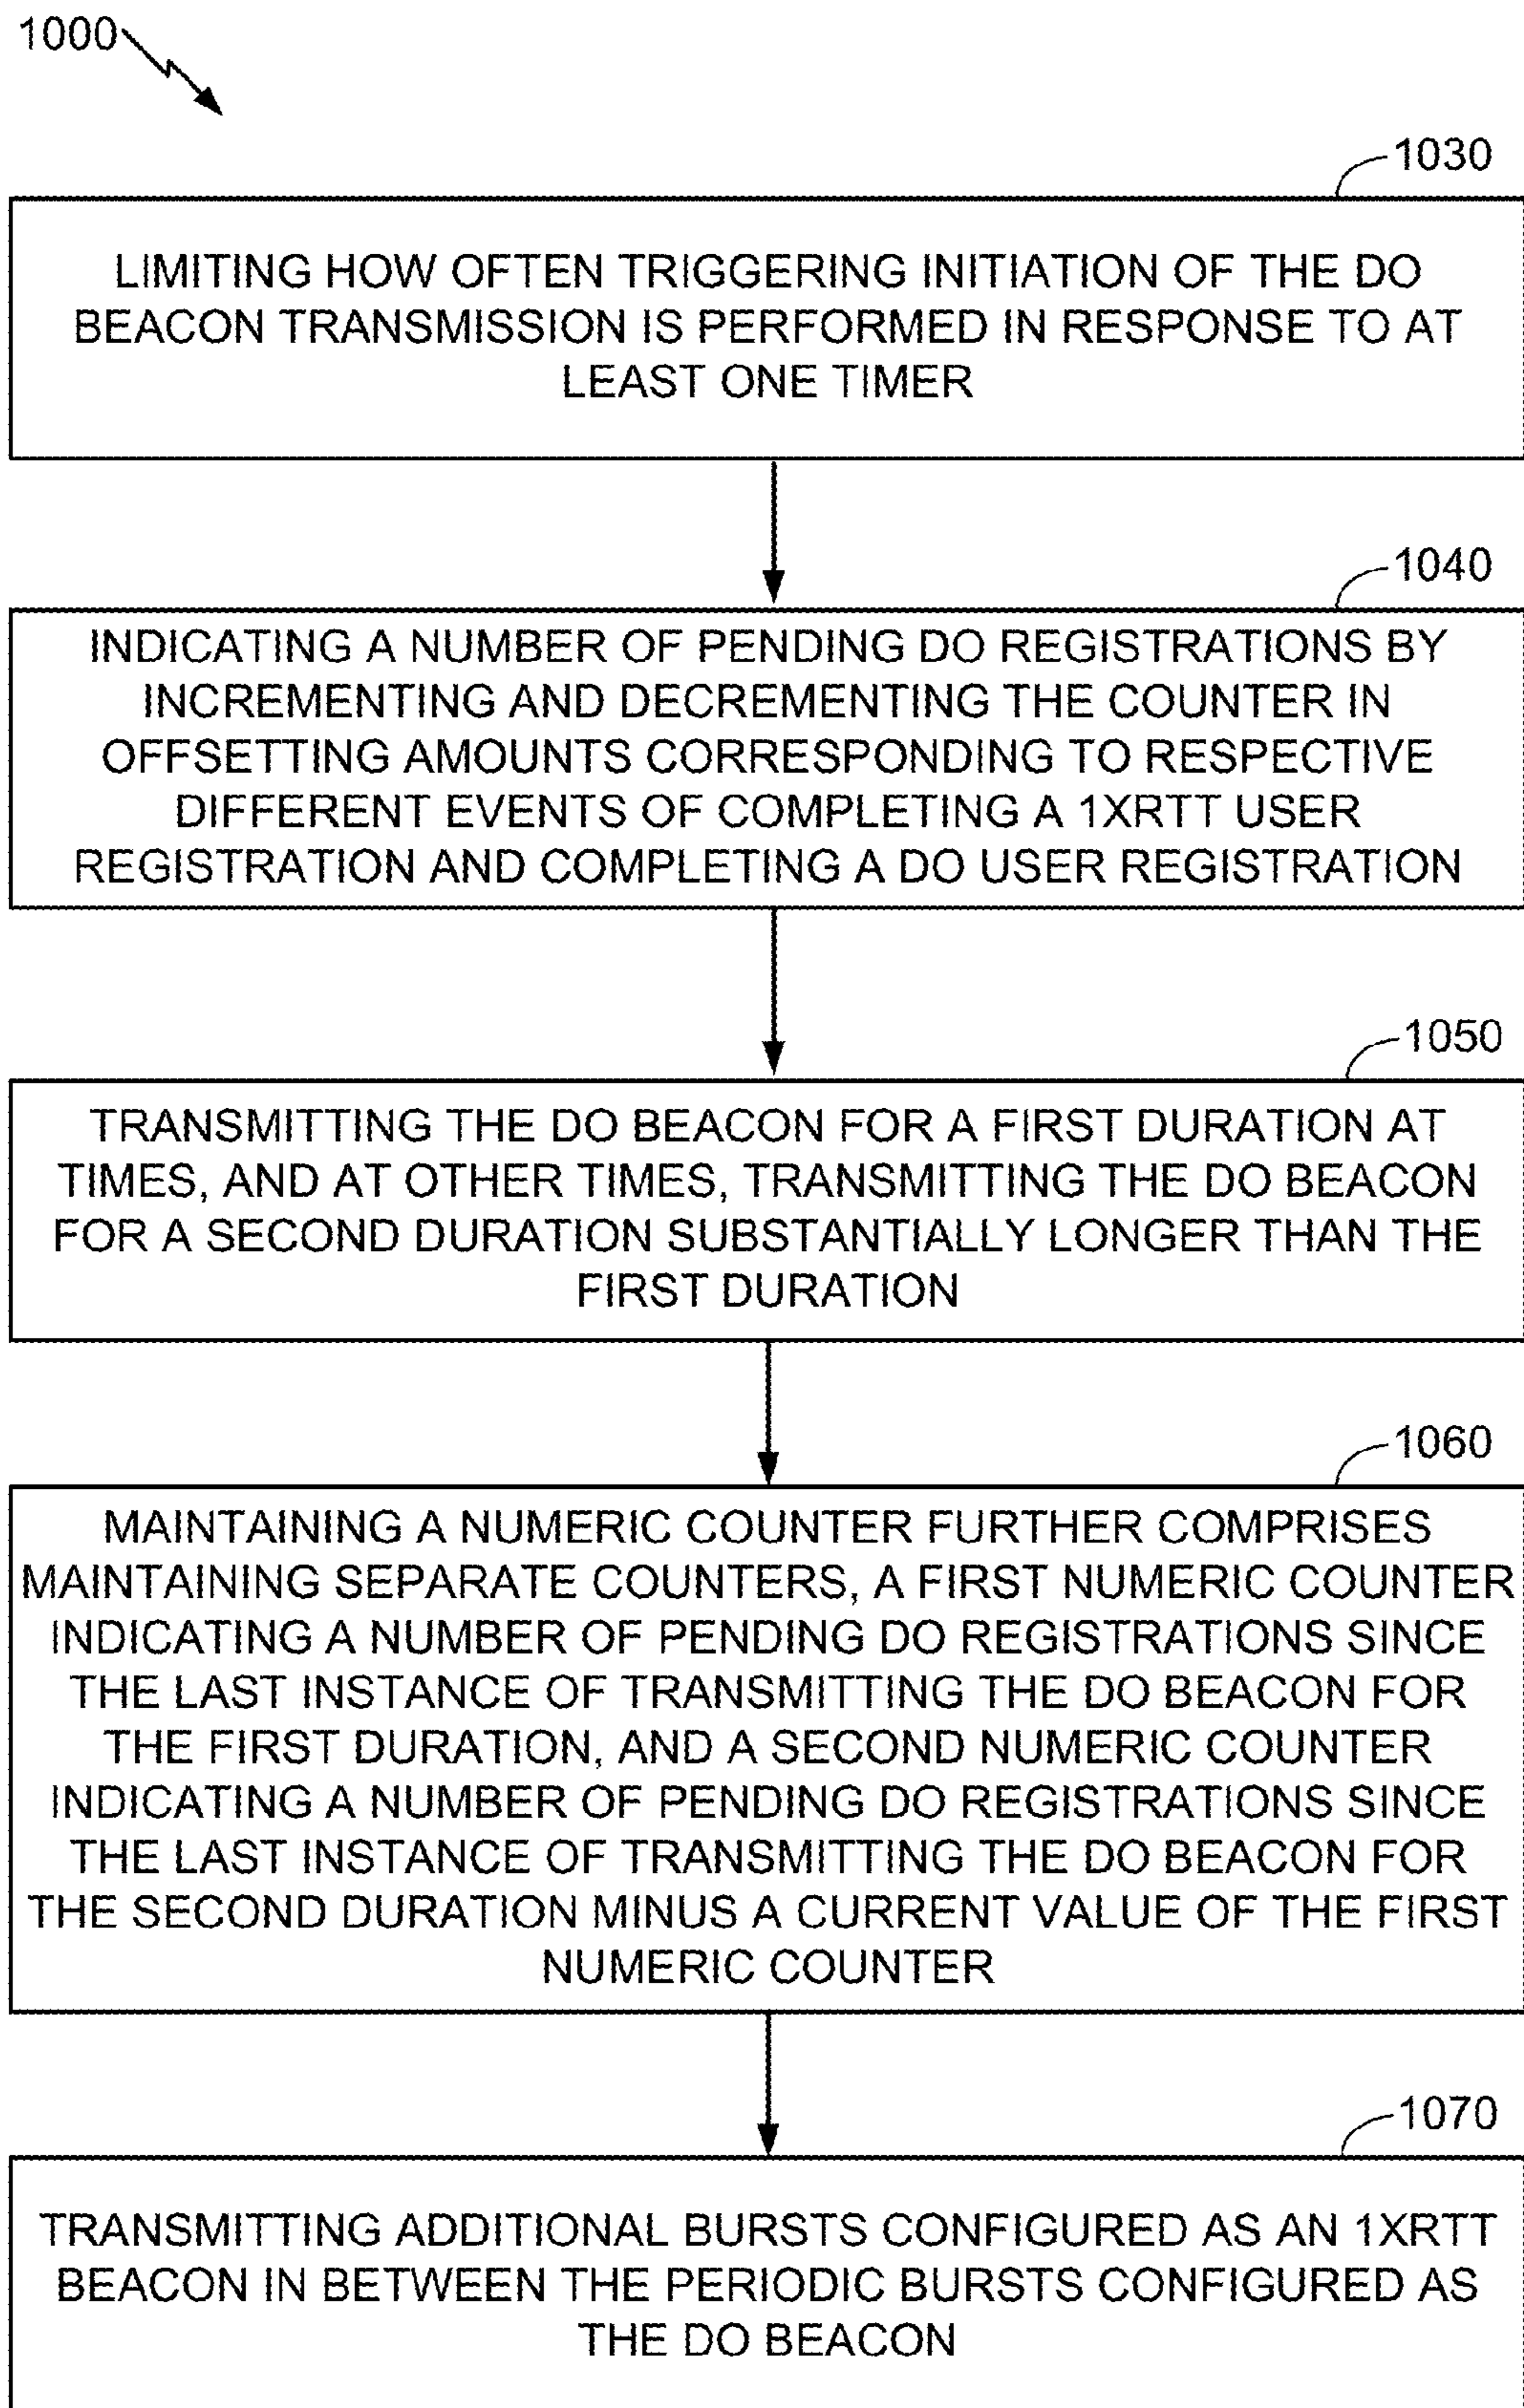 1000
1030
LIMITING HOW OFTEN TRIGGERING INITIATION OF THE DO
BEACON TRANSMISSION IS PERFORMED IN RESPONSE TO AT
LEAST ONE TIMER
1040
INDICATING A NUMBER OF PENDING DO REGISTRATIONS BY
INCREMENTING AND DECREMENTING THE COUNTER IN
OFFSETTING AMOUNTS CORRESPONDING TO RESPECTIVE
DIFFERENT EVENTS OF COMPLETING A 1XRTT USER
REGISTRATION AND COMPLETING A DO USER REGISTRATION
1050
TRANSMITTING THE DO BEACON FOR A FIRST DURATION AT
TIMES, AND AT OTHER TIMES, TRANSMITTING THE DO BEACON
FOR A SECOND DURATION SUBSTANTIALLY LONGER THAN THE
FIRST DURATION
1060
MAINTAINING A NUMERIC COUNTER FURTHER COMPRISES
MAINTAINING SEPARATE COUNTERS, A FIRST NUMERIC COUNTER
INDICATING A NUMBER OF PENDING DO REGISTRATIONS SINCE
THE LAST INSTANCE OF TRANSMITTING THE DO BEACON FOR
THE FIRST DURATION, AND A SECOND NUMERIC COUNTER
INDICATING A NUMBER OF PENDING DO REGISTRATIONS SINCE
THE LAST INSTANCE OF TRANSMITTING THE DO BEACON FOR
THE SECOND DURATION MINUS A CURRENT VALUE OF THE FIRST
NUMERIC COUNTER
1070
TRANSMITTING ADDITIONAL BURSTS CONFIGURED AS AN 1XRTT
BEACON IN BETWEEN THE PERIODIC BURSTS CONFIGURED AS
THE DO BEACON